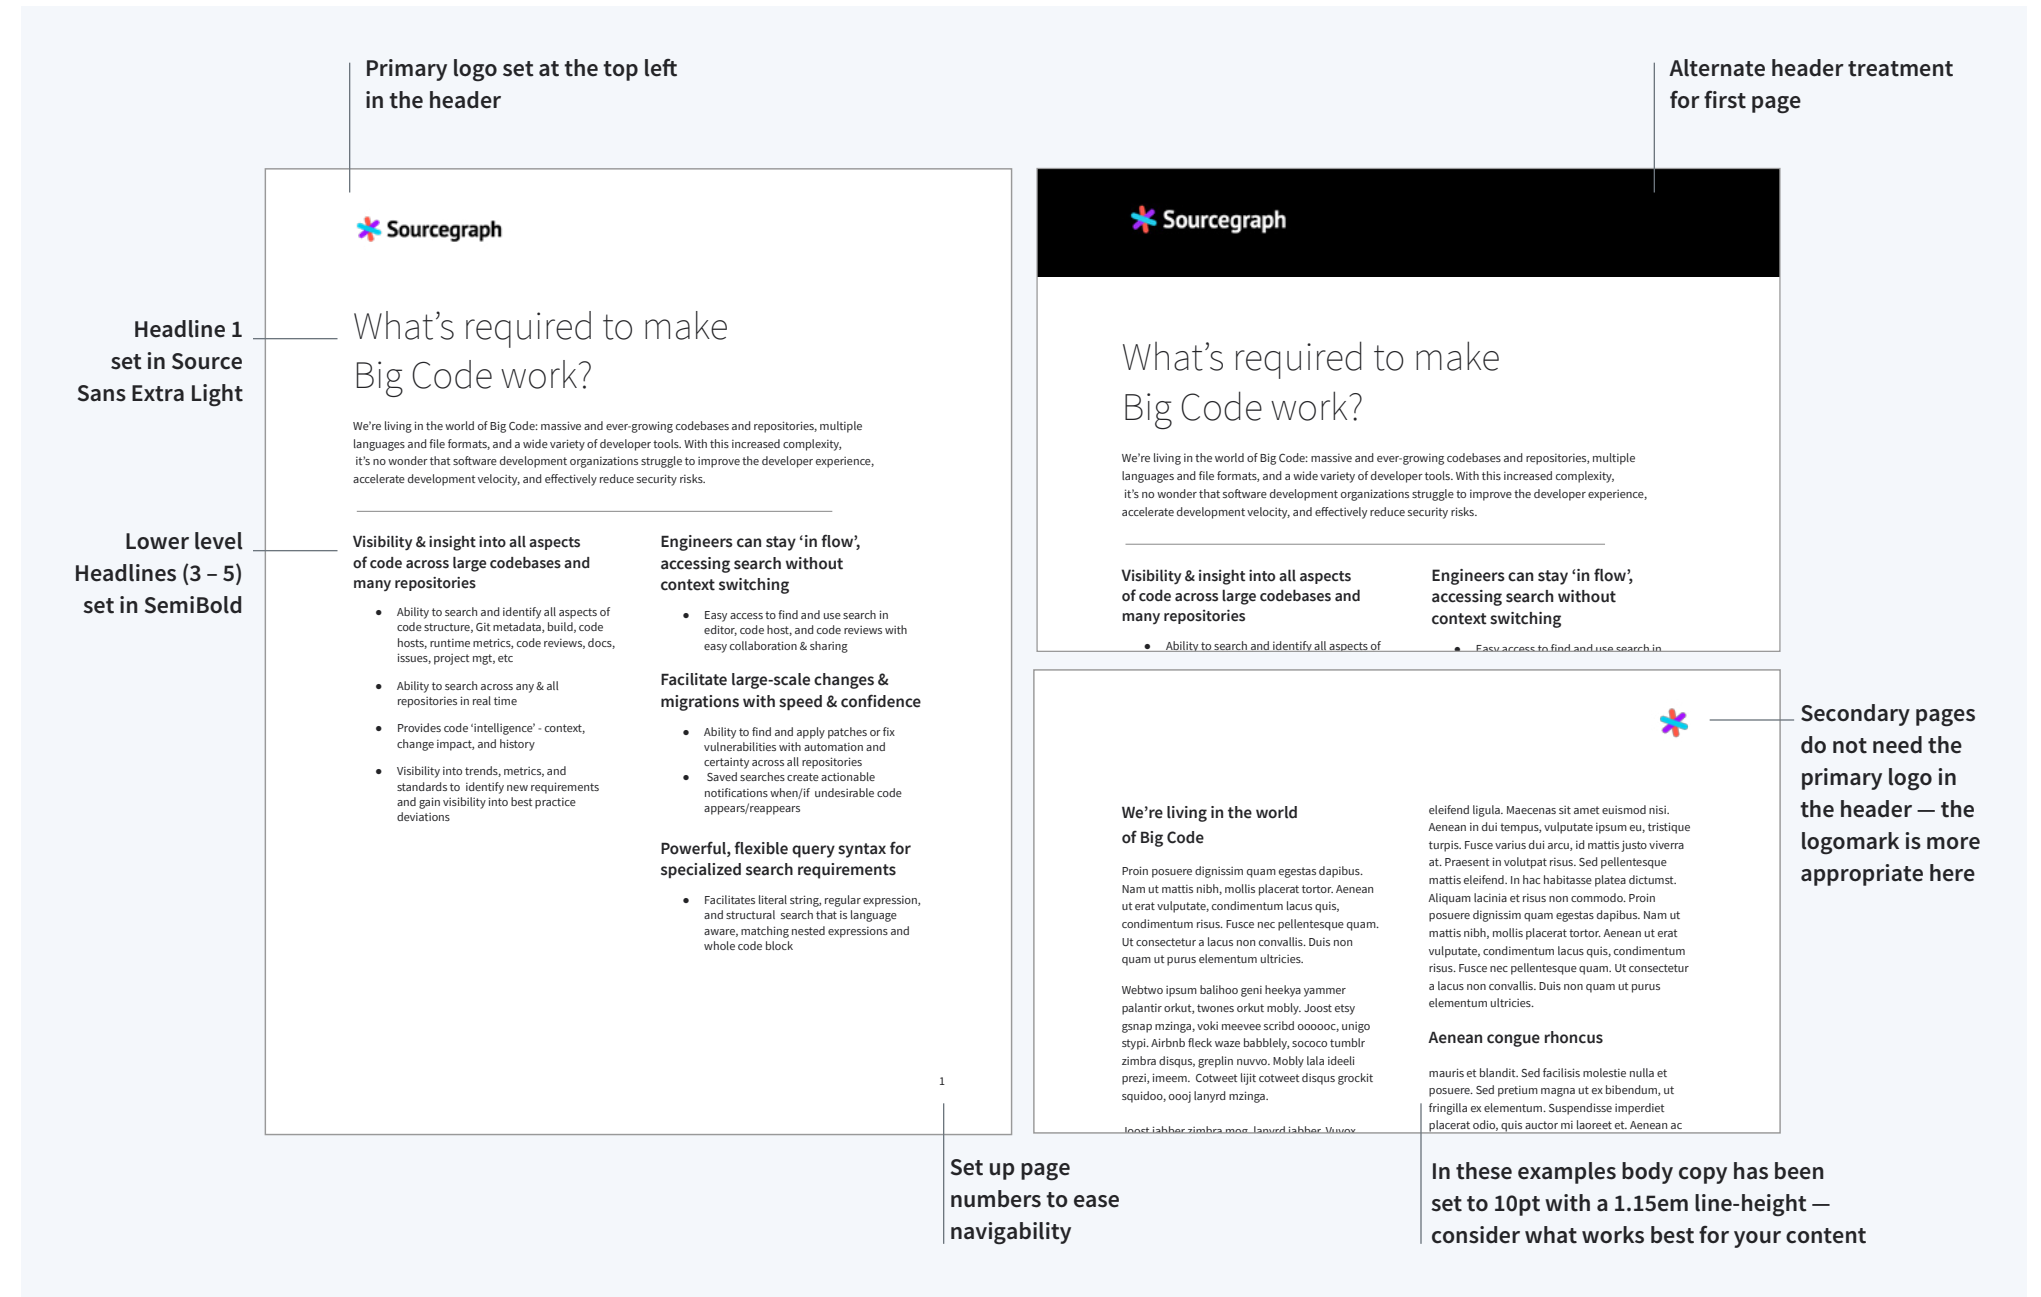 Primary logo set at the top left
in the header
Alternate header treatment
for first page
Headline 1
set in Source
Sans Extra Light
Lower level
Headlines (3 – 5)
set in SemiBold
Sourcegraph
What’s required to make
Big Code work?
We’re living in the world of Big Code: massive and ever-growing codebases and repositories, multiple
languages and file formats, and a wide variety of developer tools. With this increased complexity,
it’s no wonder that software development organizations struggle to improve the developer experience,
accelerate development velocity, and effectively reduce security risks.
Visibility & insight into all aspects
of code across large codebases and
many repositories
● Ability to search and identify all aspects of
code structure, Git metadata, build, code
hosts, runtime metrics, code reviews, docs,
issues, project mgt, etc
● Ability to search across any & all
repositories in real time
● Provides code ‘intelligence’ - context,
change impact, and history
● Visibility into trends, metrics, and
standards to identify new requirements
and gain visibility into best practice
deviations
Engineers can stay ‘in flow’,
accessing search without
context switching
● Easy access to find and use search in
editor, code host, and code reviews with
easy collaboration & sharing
Facilitate large-scale changes &
migrations with speed & confidence
● Ability to find and apply patches or fix
vulnerabilities with automation and
certainty across all repositories
● Saved searches create actionable
notifications when/if undesirable code
appears/reappears
Powerful, flexible query syntax for
specialized search requirements
● Facilitates literal string, regular expression,
and structural search that is language
aware, matching nested expressions and
whole code block
1
Set up page
numbers to ease
navigability
Sourcegraph
What’s required to make
Big Code work?
We’re living in the world of Big Code: massive and ever-growing codebases and repositories, multiple
languages and file formats, and a wide variety of developer tools. With this increased complexity,
it’s no wonder that software development organizations struggle to improve the developer experience,
accelerate development velocity, and effectively reduce security risks.
Visibility & insight into all aspects
of code across large codebases and
many repositories
● Ability to search and identify all aspects of
Engineers can stay ‘in flow’,
accessing search without
context switching
● Easy access to find and use search in
Secondary pages
do not need the
primary logo in
the header — the
logomark is more
appropriate here
We’re living in the world
of Big Code
Proin posuere dignissim quam egestas dapibus.
Nam ut mattis nibh, mollis placerat tortor. Aenean
ut erat vulputate, condimentum lacus quis,
condimentum risus. Fusce nec pellentesque quam.
Ut consectetur a lacus non convallis. Duis non
quam ut purus elementum ultricies.
Webtwo ipsum balihoo geni heekya yammer
palantir orkut, twones orkut mobly. Joost etsy
gsnap mzinga, voki meevee scribd oooooc, unigo
stypi. Airbnb fleck waze babblely, sococo tumblr
zimbra disqus, greplin nuvvo. Mobly lala ideeli
prezi, imeem. Cotweet lijit cotweet disqus grockit
squidoo, oooj lanyrd mzinga.
Joost jabber zimbra mog, lanyrd jabber. Vuvox
eleifend ligula. Maecenas sit amet euismod nisi.
Aenean in dui tempus, vulputate ipsum eu, tristique
turpis. Fusce varius dui arcu, id mattis justo viverra
at. Praesent in volutpat risus. Sed pellentesque
mattis eleifend. In hac habitasse platea dictumst.
Aliquam lacinia et risus non commodo. Proin
posuere dignissim quam egestas dapibus. Nam ut
mattis nibh, mollis placerat tortor. Aenean ut erat
vulputate, condimentum lacus quis, condimentum
risus. Fusce nec pellentesque quam. Ut consectetur
a lacus non convallis. Duis non quam ut purus
elementum ultricies.
Aenean congue rhoncus
mauris et blandit. Sed facilisis molestie nulla et
posuere. Sed pretium magna ut ex bibendum, ut
fringilla ex elementum. Suspendisse imperdiet
placerat odio, quis auctor mi laoreet et. Aenean ac
In these examples body copy has been
set to 10pt with a 1.15em line-height —
consider what works best for your content